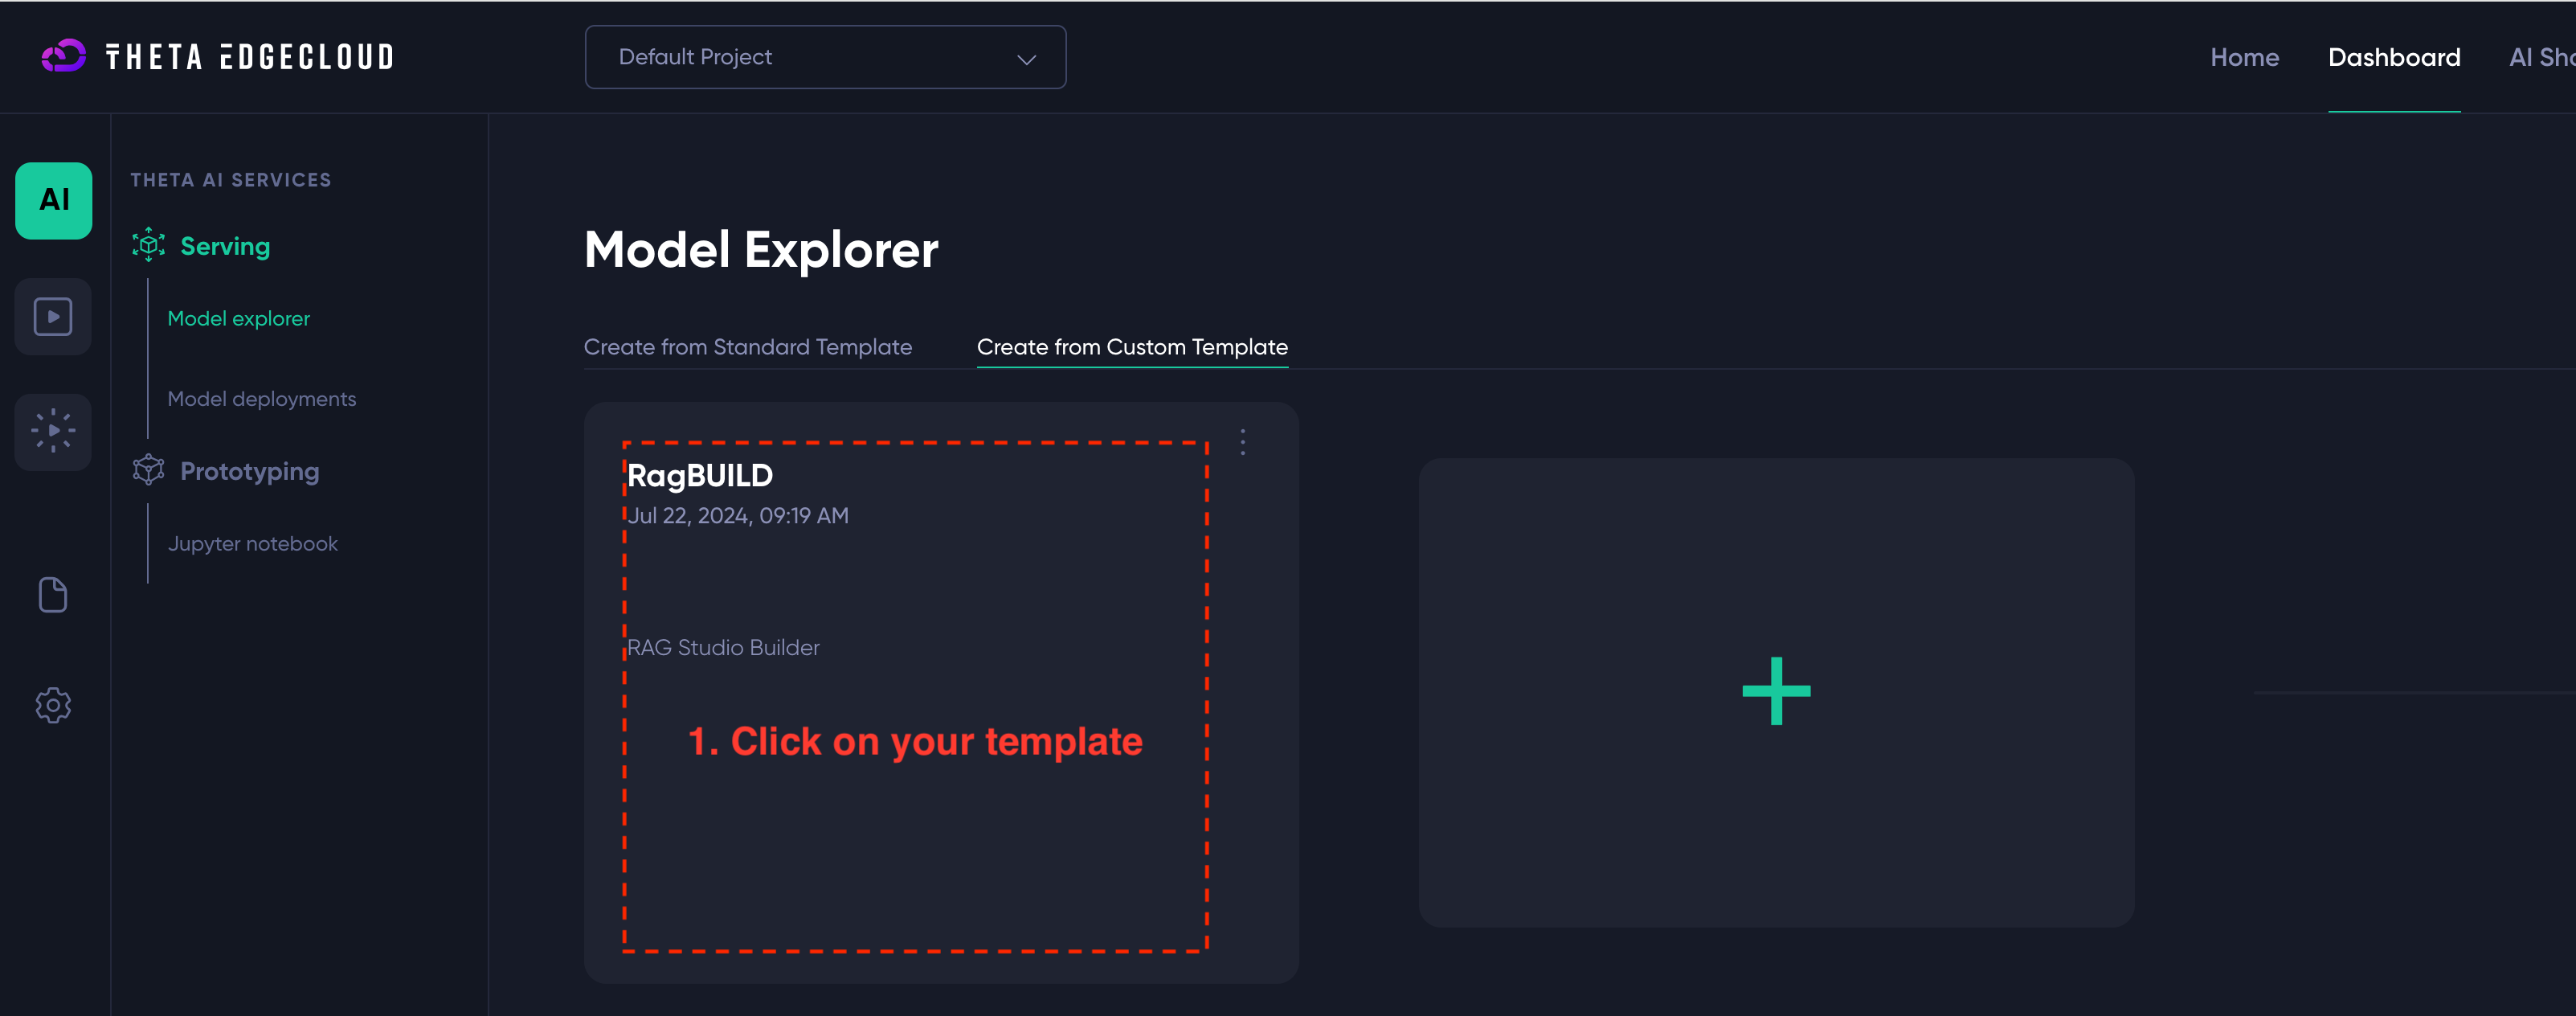 THETA EDGECLOUD
Default Project
Home
Dashboard
AI Sho
AI
THETA AI SERVICES
Serving
Model explorer
Model deployments
Prototyping
Jupyter notebook
Model Explorer
Create from Standard Template
Create from Custom Template
RagBUILD
Jul 22, 2024, 09:19 AM
RAG Studio Builder
1. Click on your template